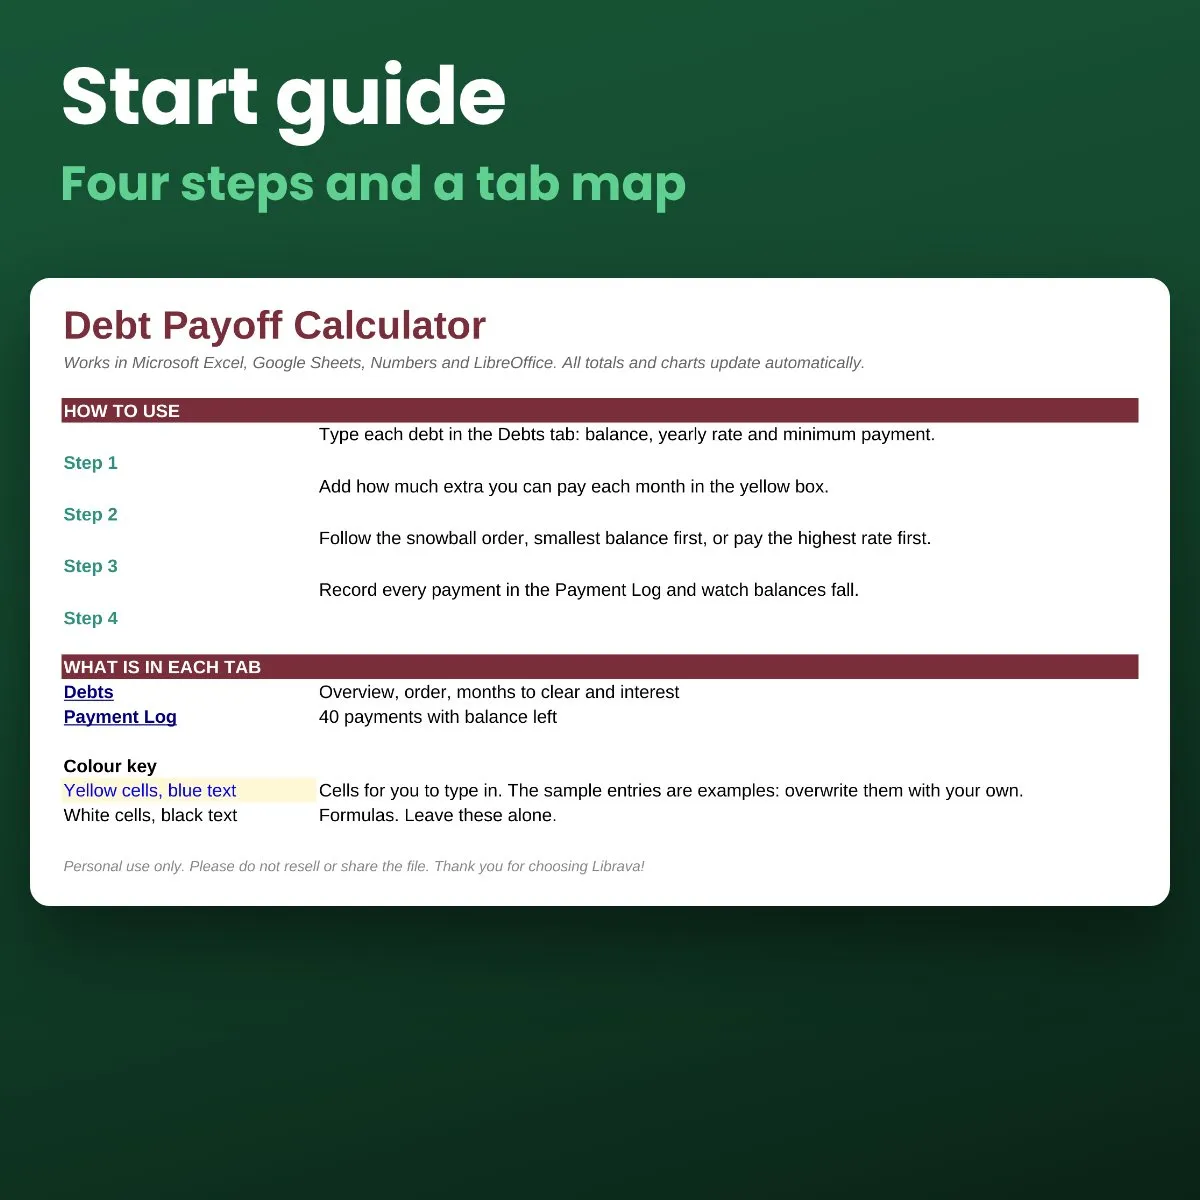 Start guide
Four steps and a tab map
Debt Payoff Calculator
Works in Microsoft Excel, Google Sheets, Numbers and LibreOffice. All totals and charts update automatically.
HOW TO USE
Type each debt in the Debts tab: balance, yearly rate and minimum payment.
Step 1
Add how much extra you can pay each month in the yellow box.
Step 2
Follow the snowball order, smallest balance first, or pay the highest rate first.
Step 3
Record every payment in the Payment Log and watch balances fall.
Step 4
WHAT IS IN EACH TAB
Debts Overview, order, months to clear and interest
Payment Log 40 payments with balance left
Colour key
Yellow cells, blue text Cells for you to type in. The sample entries are examples: overwrite them with your own.
White cells, black text Formulas. Leave these alone.
Personal use only. Please do not resell or share the file. Thank you for choosing Librava!